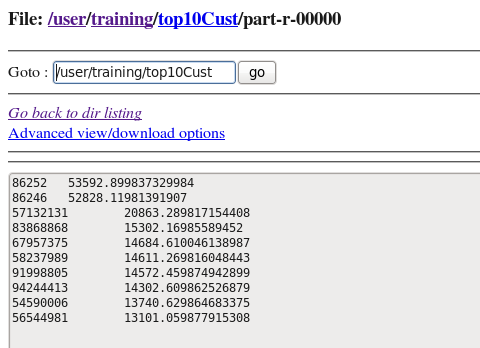 File: /user/training/top10Cust/part-r-00000
Goto : /user/training/top10Cust go
Go back to dir listing
Advanced view/download options
86252 53592.899837329984
86246 52828.11981391907
57132131 20863.289817154408
83868868 15302.16985589452
67957375 14684.610046138987
58237989 14611.269816048443
91998805 14572.459874942899
94244413 14302.609862526879
54590006 13740.629864683375
56544981 13101.059877915308